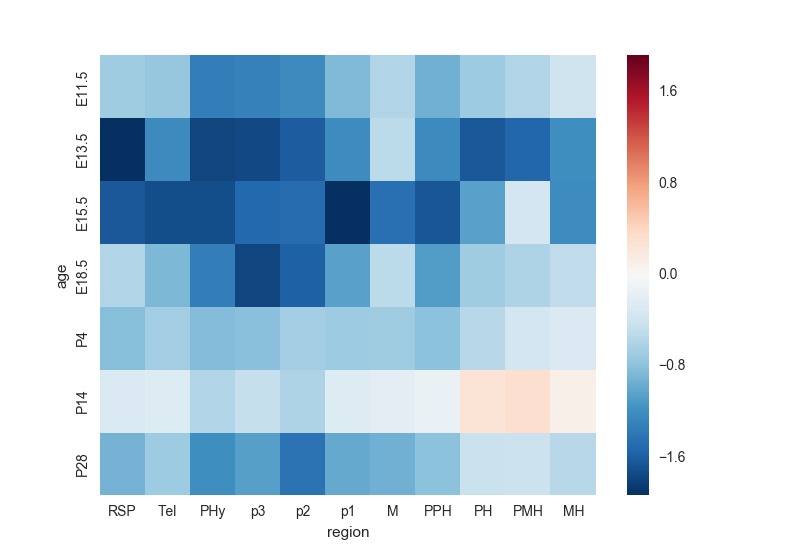 E11.5
E13.5
E15.5
E18.5
P4
P14
P28
age
RSP Tel PHy p3 p2 p1 M PPH PH PMH MH
region
1.6
0.8
0.0
−0.8
−1.6